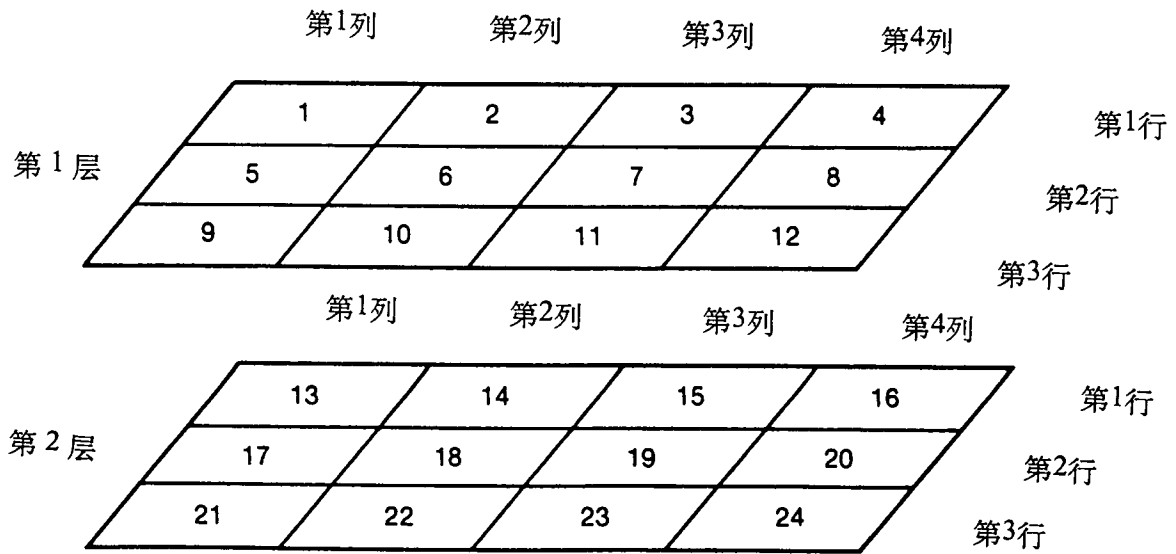 第1列 第2列 第3列 第4列
1 2 3 4 第1行
第1层 5 6 7 8 第2行
9 10 11 12 第3行
第1列 第2列 第3列 第4列
13 14 15 16 第1行
第2层 17 18 19 20 第2行
21 22 23 24 第3行